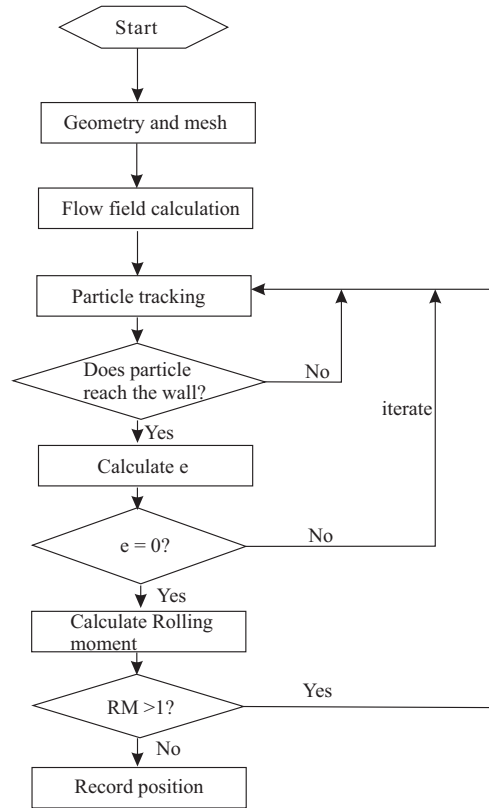 Start
Geometry and mesh
Flow field calculation
Particle tracking
Does particle
reach the wall?
No
iterate
Yes
Calculate e
e = 0?
No
Yes
Calculate Rolling
moment
RM >1?
Yes
No
Record position